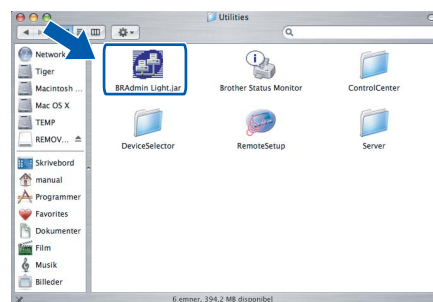 Utilities
Network
Tiger
Macintosh ...
Mac OS X
TEMP
REMOV...
Skrivebord
manual
Programmer
Favorites
Dokumenter
Film
Musik
Billeder
BRAdmin Light.jar
Brother Status Monitor
ControlCenter
DeviceSelector
RemoteSetup
Server
6 emner, 394,2 MB disponibel